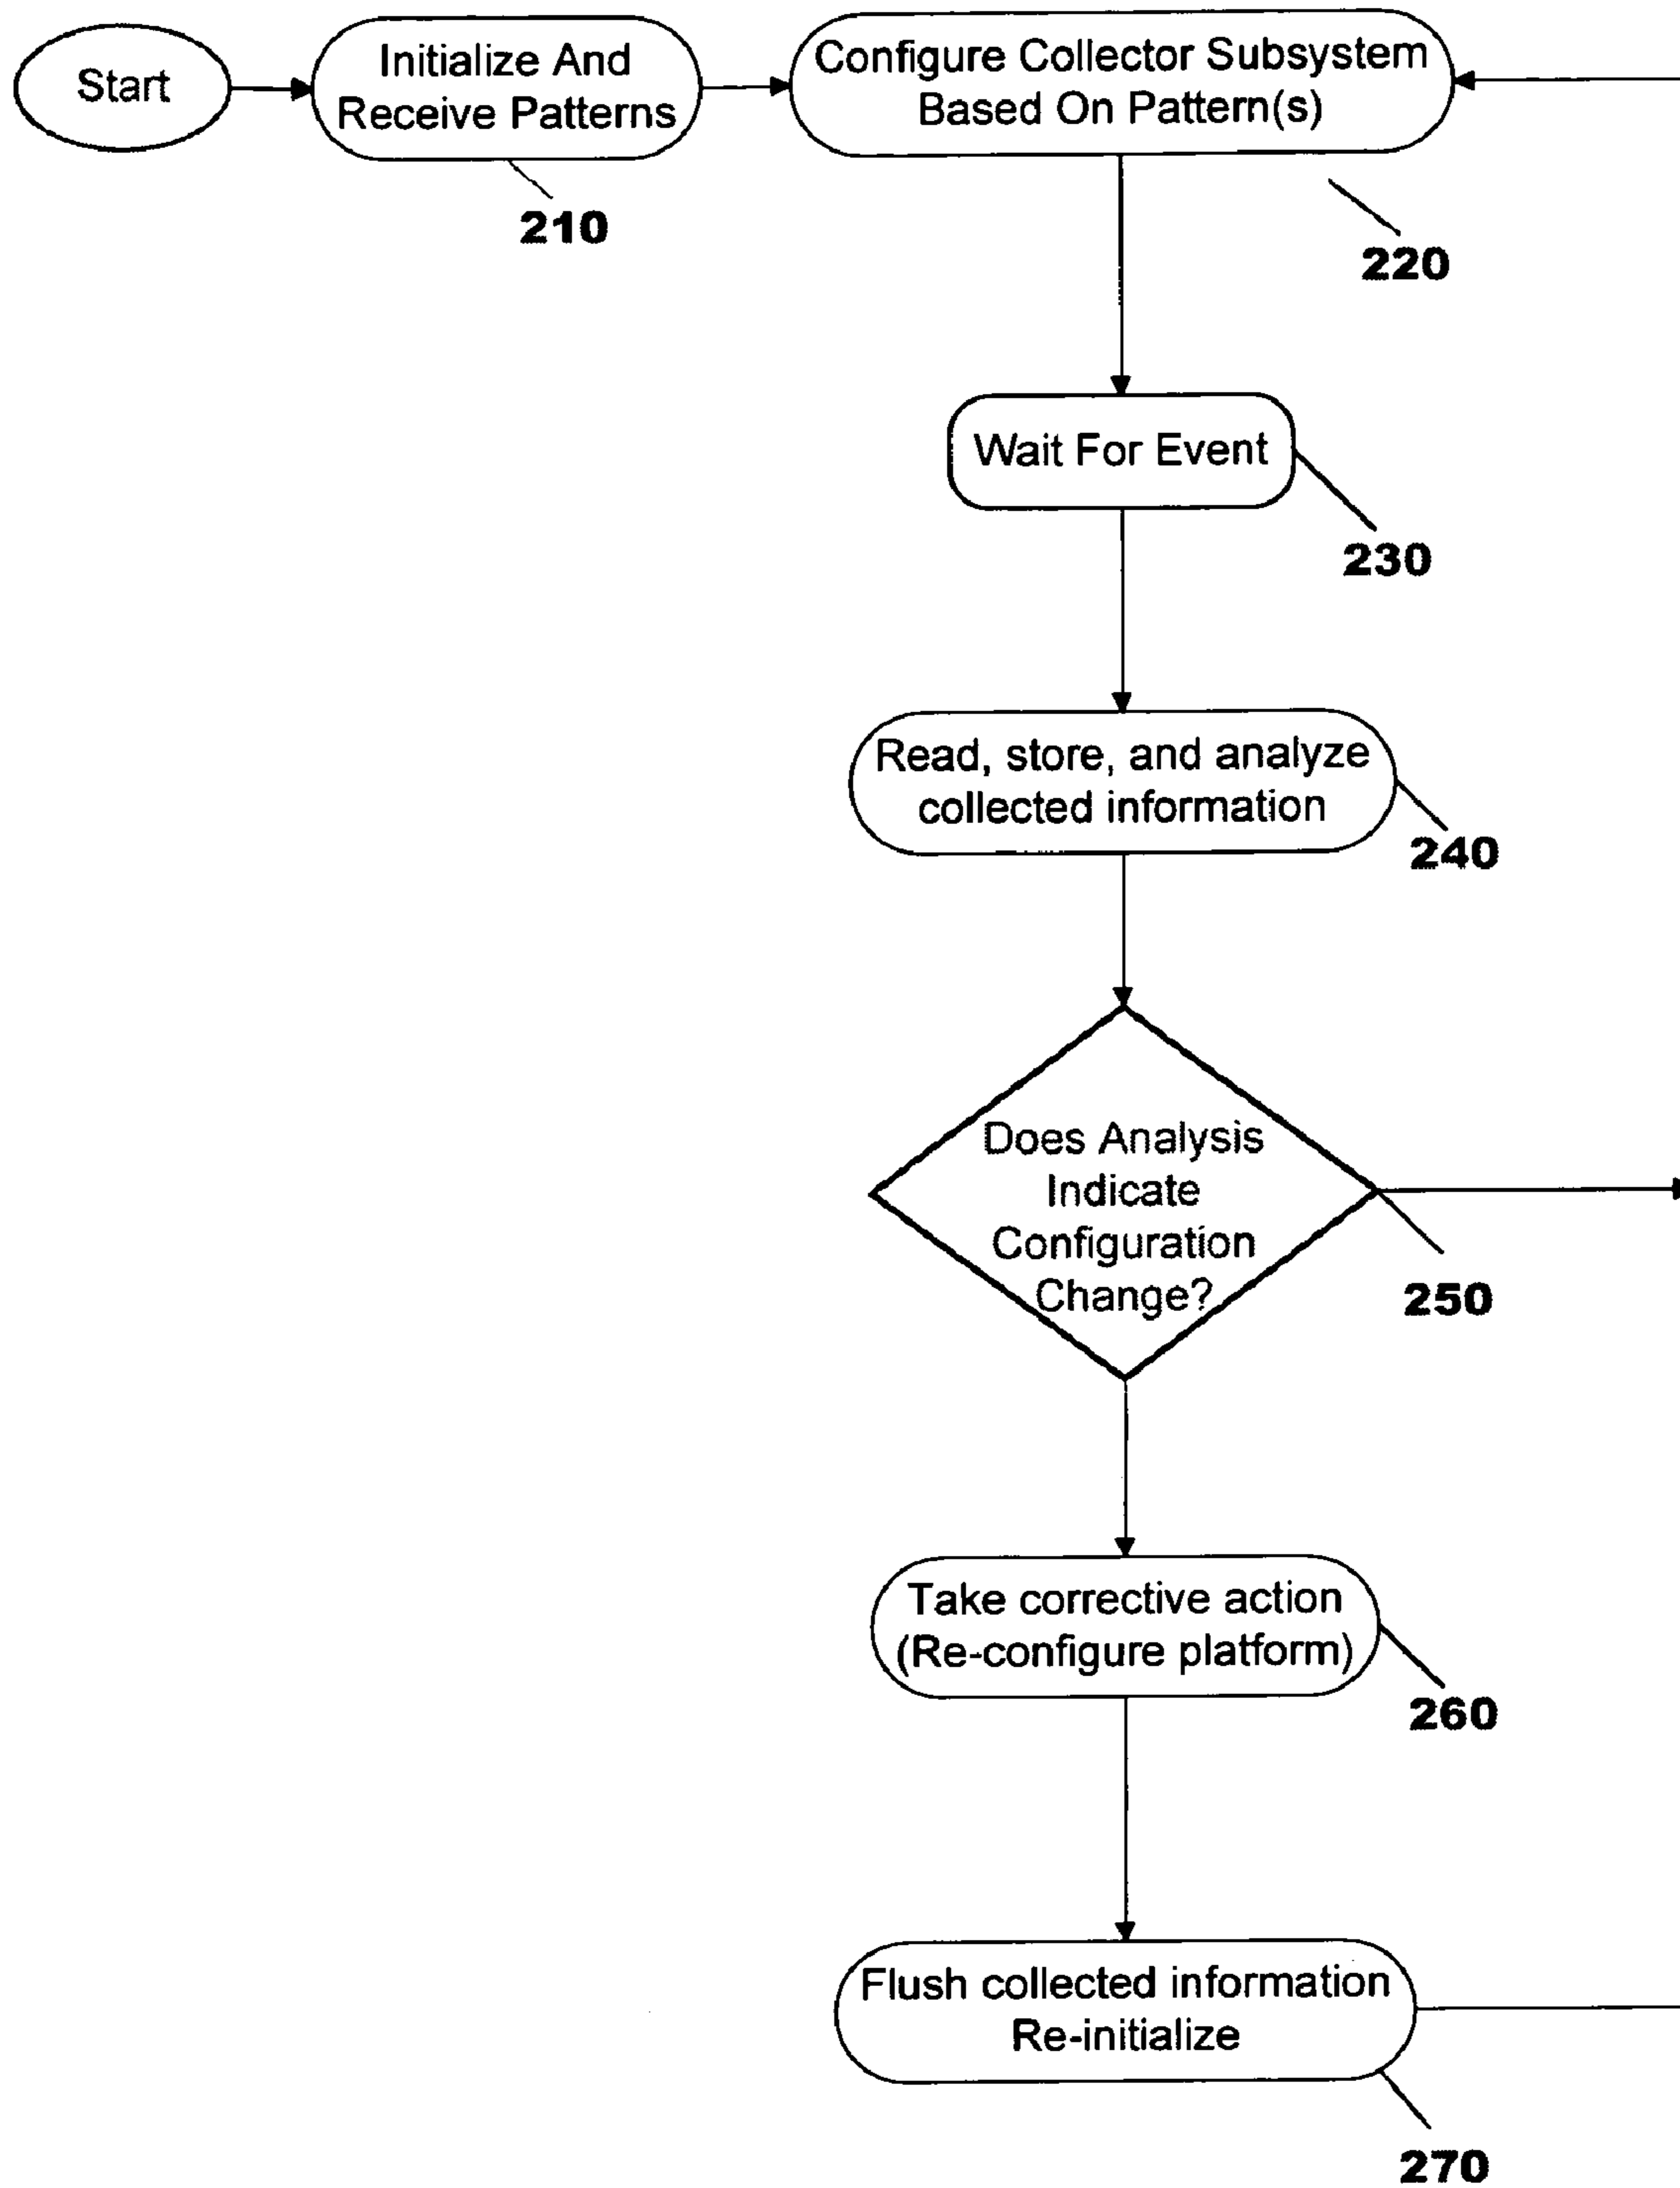 Start
Initialize And
Receive Patterns
210
Configure Collector Subsystem
Based On Pattern(s)
220
Wait For Event
230
Read, store, and analyze
collected information
240
Does Analysis
Indicate
Configuration
Change?
250
Take corrective action
(Re-configure platform)
260
Flush collected information
Re-initialize
270